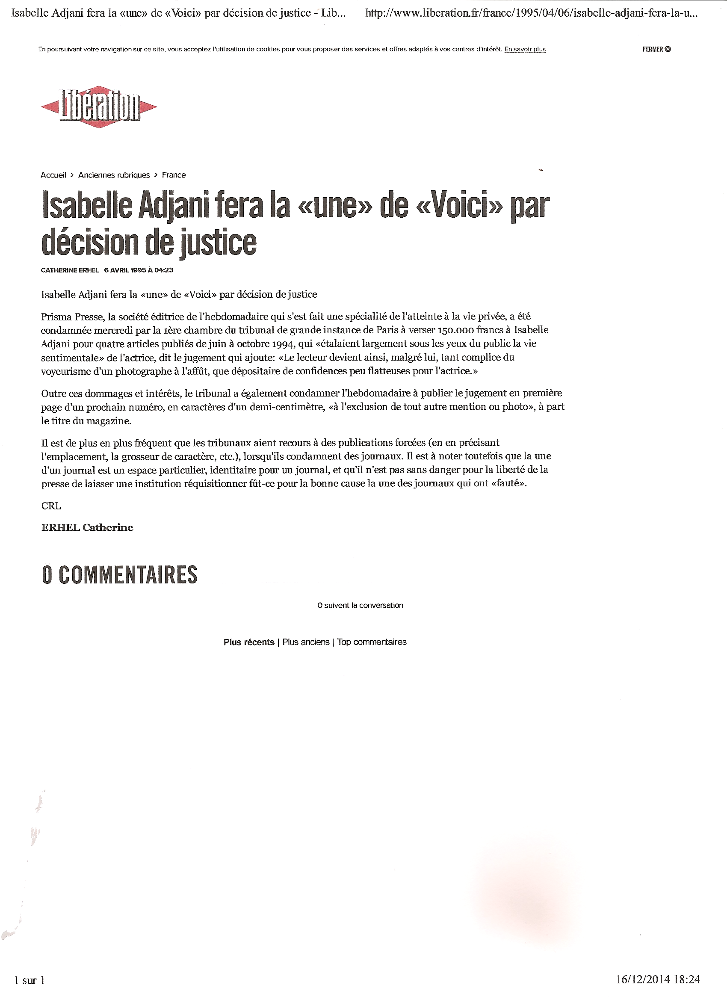 Isabelle Adjani fera la «une» de «Voici» par décision de justice - Lib... http://www.liberation.fr/france/1995/04/06/isabelle-adjani-fera-la-u...
En poursuivant votre navigation sur ce site, vous acceptez l'utilisation de cookies pour vous proposer des services et offres adaptés à vos centres d'intérêt. En savoir plus FERMER
Libération
Accueil > Anciennes rubriques > France
Isabelle Adjani fera la «une» de «Voici» par
décision de justice
CATHERINE ERHEL 6 AVRIL 1995 À 04:23
Isabelle Adjani fera la «une» de «Voici» par décision de justice
Prisma Presse, la société éditrice de l'hebdomadaire qui s'est fait une spécialité de l'atteinte à la vie privée, a été
condamnée mercredi par la 1ère chambre du tribunal de grande instance de Paris à verser 150.000 francs à Isabelle
Adjani pour quatre articles publiés de juin à octobre 1994, qui «étalaient largement sous les yeux du public la vie
sentimentale» de l'actrice, dit le jugement qui ajoute: «Le lecteur devient ainsi, malgré lui, tant complice du
voyeurisme d'un photographe à l'affût, que dépositaire de confidences peu flatteuses pour l'actrice.»
Outre ces dommages et intérêts, le tribunal a également condamner l'hebdomadaire à publier le jugement en première
page d'un prochain numéro, en caractères d'un demi-centimètre, «à l'exclusion de tout autre mention ou photo», à part
le titre du magazine.
Il est de plus en plus fréquent que les tribunaux aient recours à des publications forcées (en en précisant
l'emplacement, la grosseur de caractère, etc.), lorsqu'ils condamnent des journaux. Il est à noter toutefois que la une
d'un journal est un espace particulier, identitaire pour un journal, et qu'il n'est pas sans danger pour la liberté de la
presse de laisser une institution réquisitionner fût-ce pour la bonne cause la une des journaux qui ont «fauté».
CRL
ERHEL Catherine
0 COMMENTAIRES
0 suivent la conversation
Plus récents | Plus anciens | Top commentaires
1 sur 1 16/12/2014 18:24